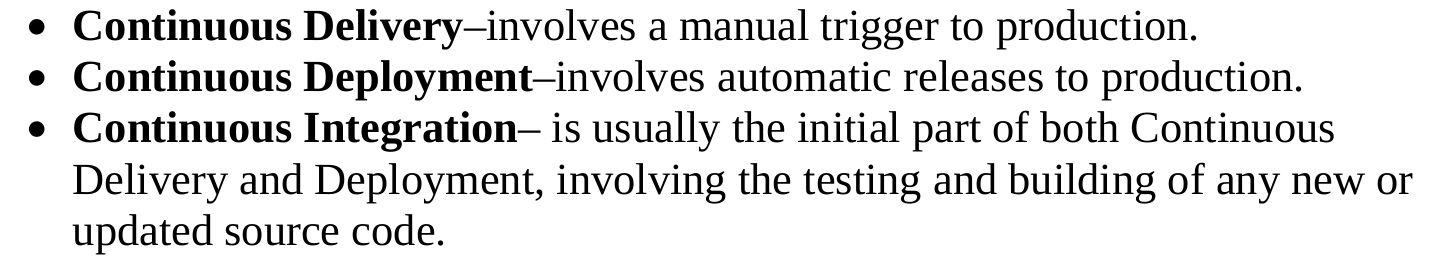 • Continuous Delivery–involves a manual trigger to production.
• Continuous Deployment–involves automatic releases to production.
• Continuous Integration– is usually the initial part of both Continuous
Delivery and Deployment, involving the testing and building of any new or
updated source code.